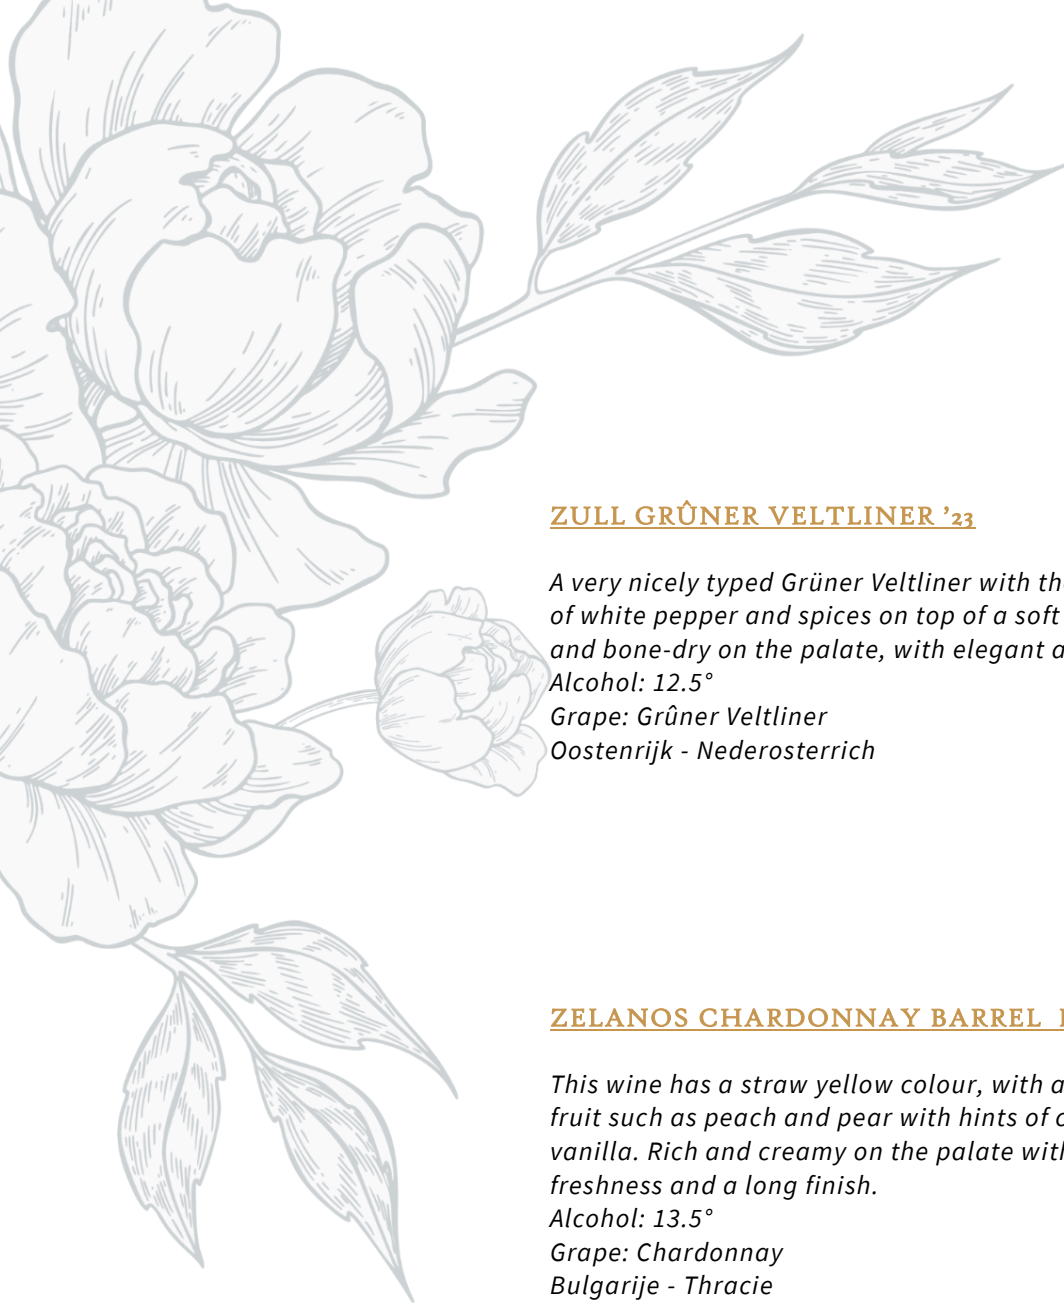 ZULL GRÛNER VELTLINER ’23
A very nicely typed Grüner Veltliner with
of white pepper and spices on top of a soft
and bone-dry on the palate, with elegant
Alcohol: 12.5°
Grape: Grûner Veltliner
Oostenrijk - Nederosterrich
ZELANOS CHARDONNAY BARREL
This wine has a straw yellow colour, with
fruit such as peach and pear with hints of
vanilla. Rich and creamy on the palate
freshness and a long finish.
Alcohol: 13.5°
Grape: Chardonnay
Bulgarije - Thracie